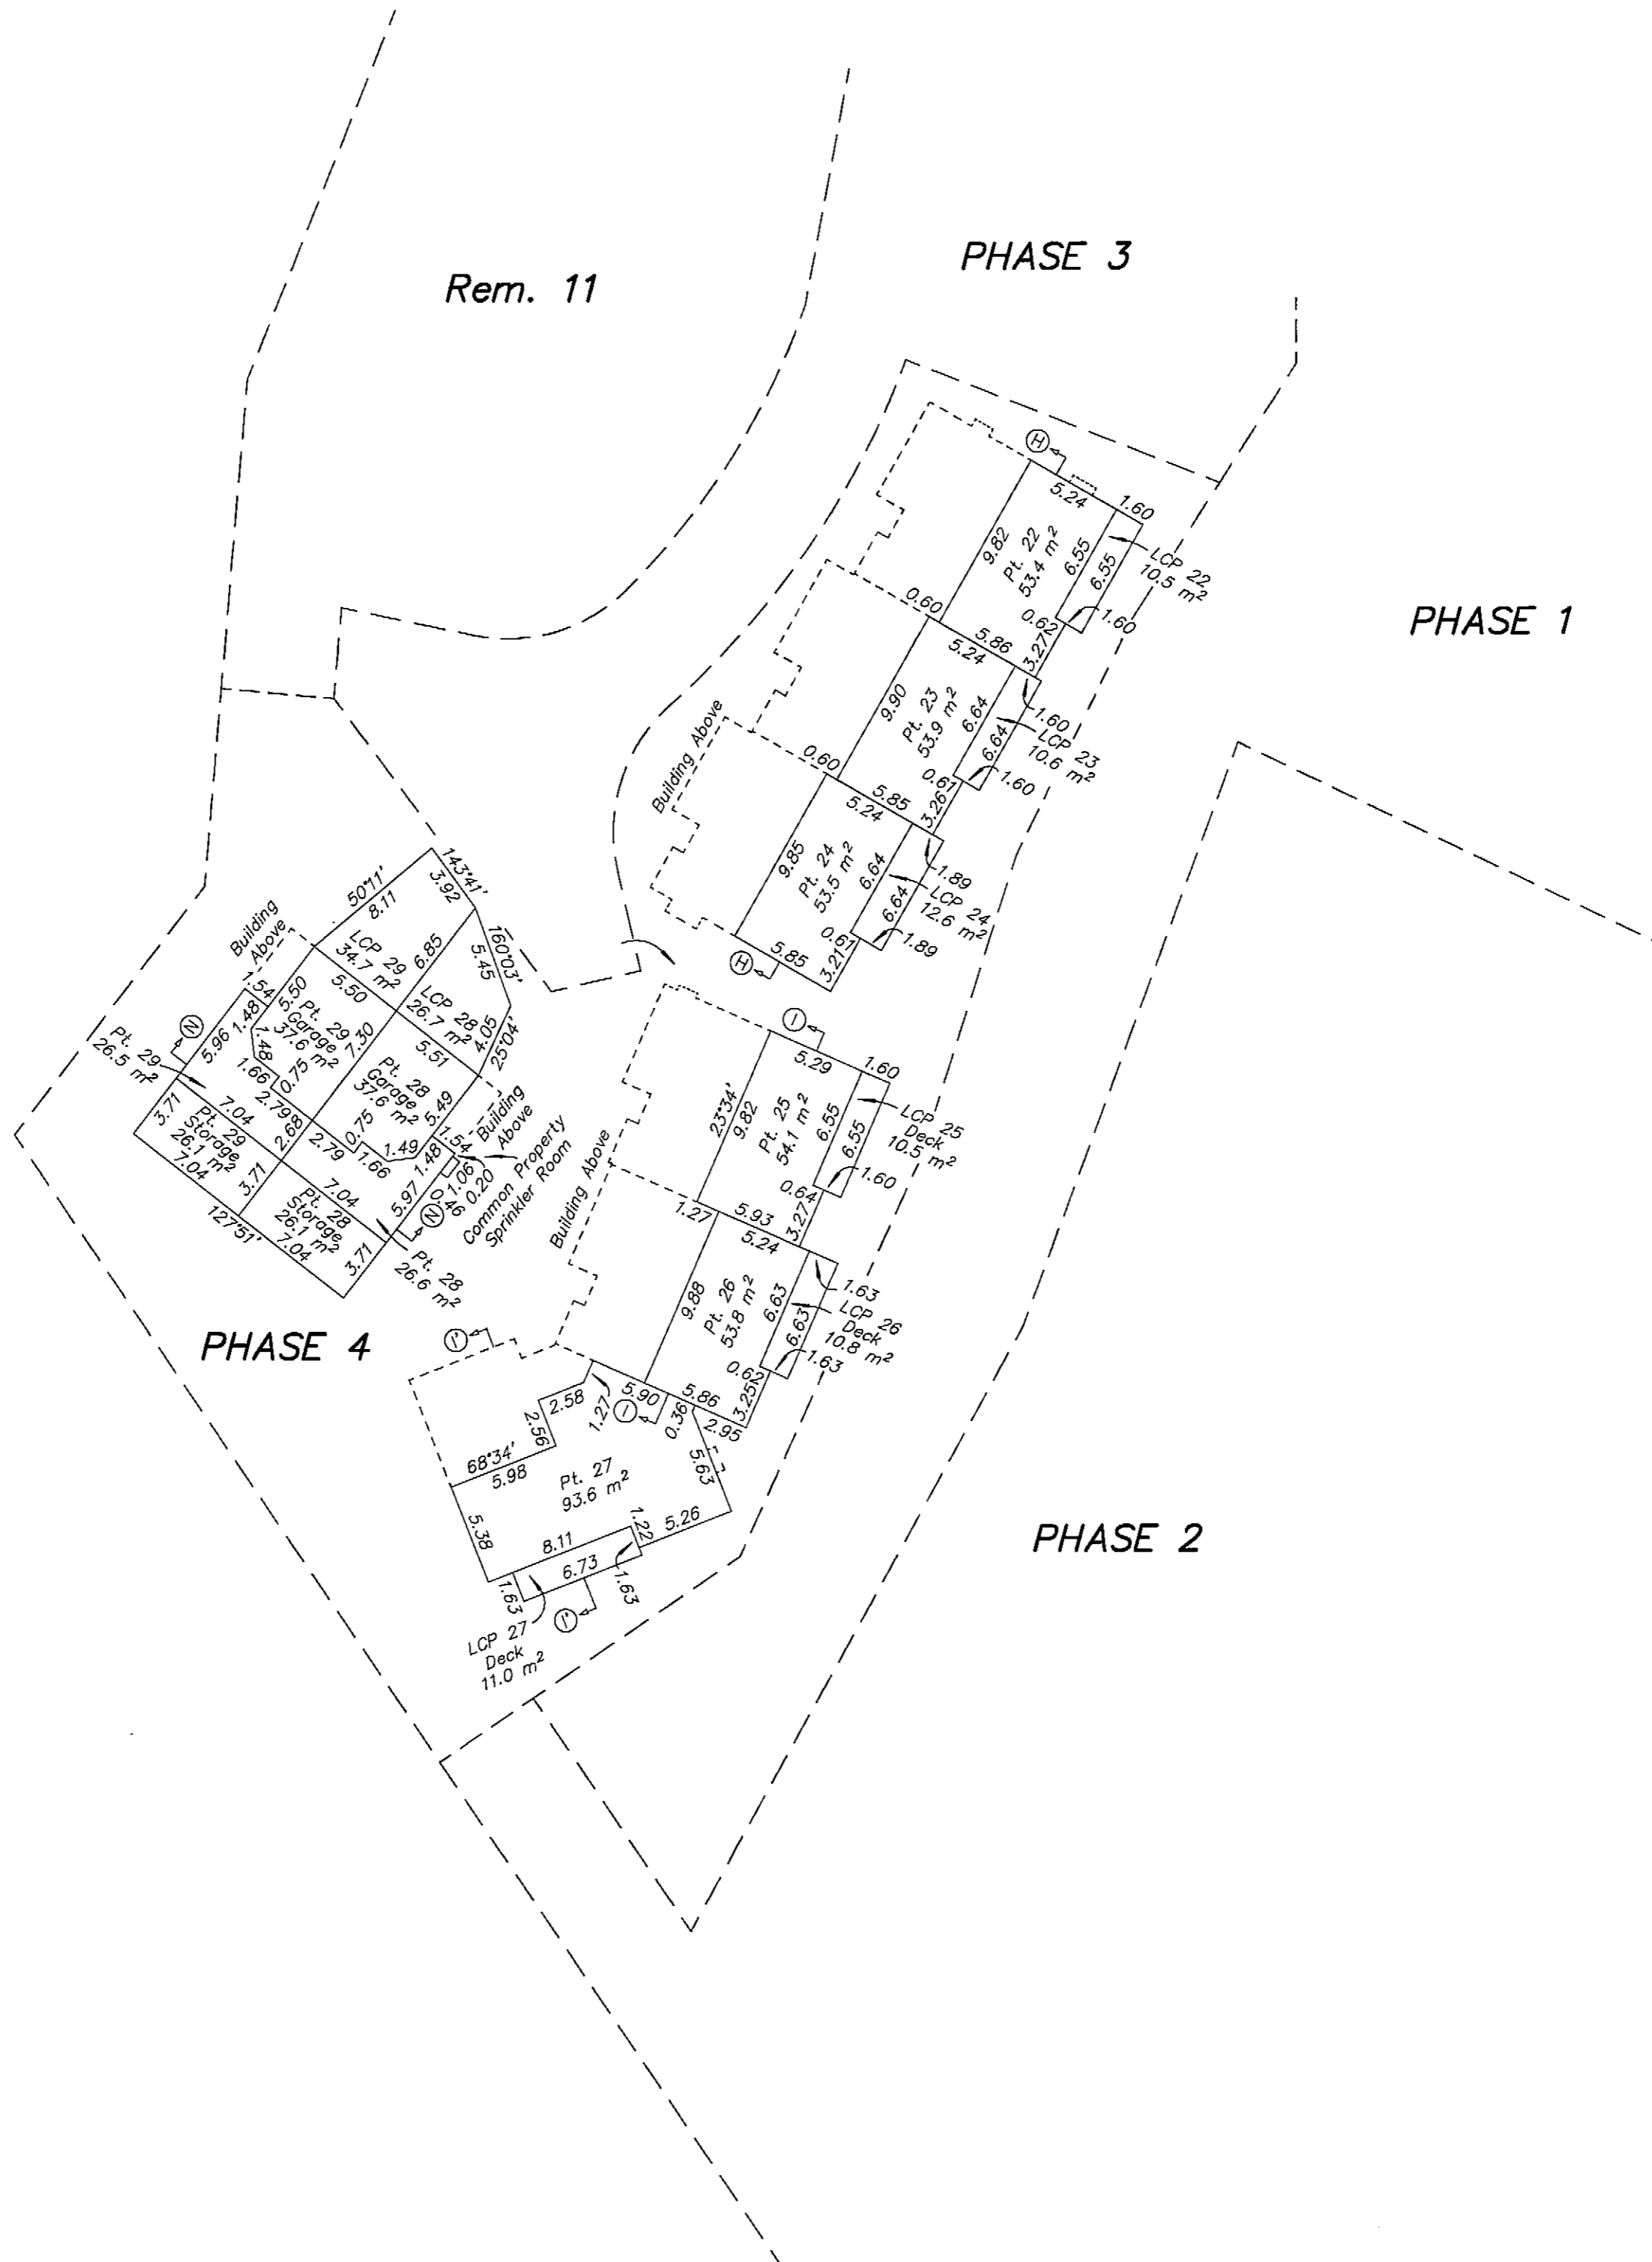 PHASE 3
Rem. 11
PHASE 1
H
5.24
1.60
9.82
Pt. 22
53.4 m²
6.55
6.55
LCP 22
10.5 m²
0.62
1.60
3.27
0.60
5.86
5.24
9.90
Pt. 23
53.9 m²
6.64
6.64
1.60
LCP 23
10.6 m²
0.61
1.60
3.26
Building Above
0.60
5.85
5.24
9.85
Pt. 24
53.5 m²
6.64
6.64
1.89
LCP 24
12.6 m²
0.61
1.89
3.21
5.85
H
143°41'
3.92
50°11'
8.11
Building
Above
LCP 29
34.7 m²
6.85
160°03'
5.45
1.54
5.50
5.50
LCP 28
26.7 m²
4.05
25°04'
N
5.96
1.48
1.48
Pt. 29
Garage
37.6 m²
7.30
5.51
Pt. 29
26.5 m²
1.66
0.75
Pt. 28
Garage
37.6 m²
5.49
Building
Above
3.71
7.04
2.79
2.68
2.79
0.75
1.66
1.49
1.48
1.54
Pt. 29
Storage
26.1 m²
7.04
3.71
7.04
5.97
N
0.46
1.06
0.20
Common Property
Sprinkler Room
127°51'
Pt. 28
Storage
26.1 m²
7.04
3.71
Pt. 28
26.6 m²
I
5.29
1.60
23°34'
9.82
Pt. 25
54.1 m²
6.55
6.55
LCP 25
Deck
10.5 m²
0.64
1.60
3.27
Building Above
1.27
5.93
5.24
9.88
Pt. 26
53.8 m²
6.63
6.63
1.63
LCP 26
Deck
10.8 m²
0.62
1.63
3.25
PHASE 4
I'
5.90
5.86
I
0.36
2.95
2.58
1.27
2.56
68°34'
5.98
Pt. 27
93.6 m²
5.63
5.38
8.11
1.22
5.26
6.73
1.63
1.63
I'
LCP 27
Deck
11.0 m²
PHASE 2